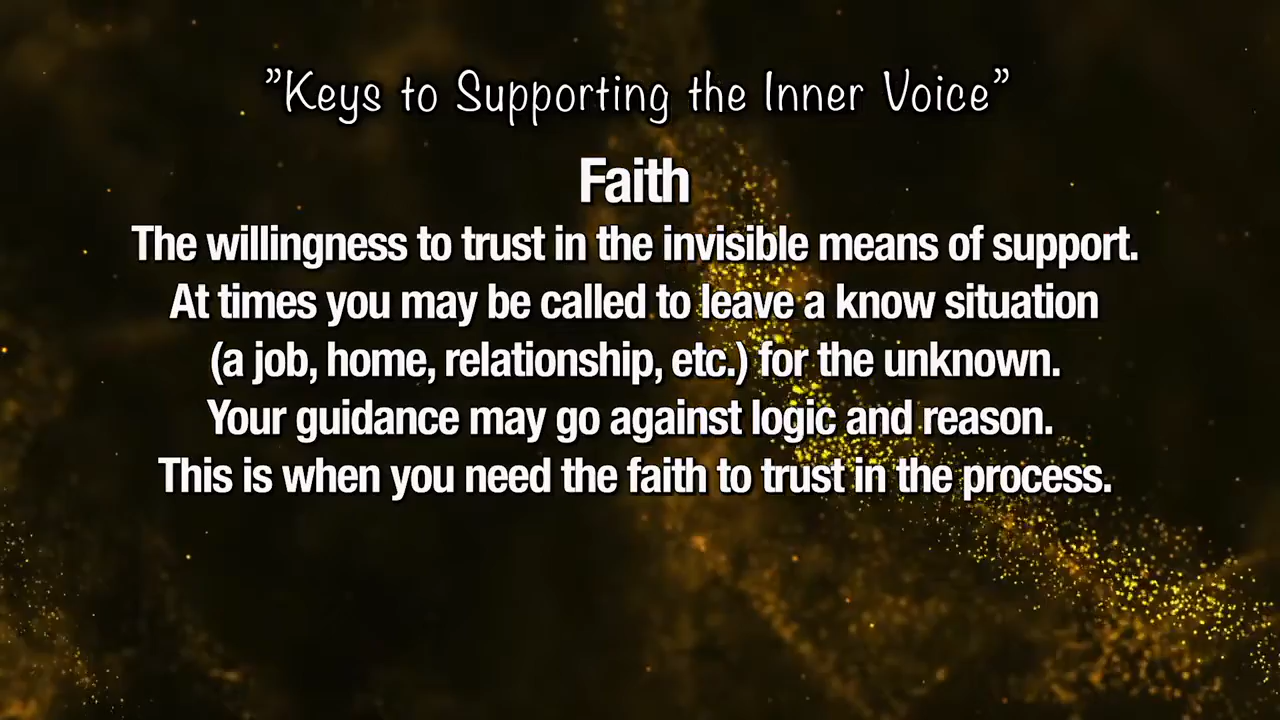 ”Keys to Supporting the Inner Voice”
Faith
The willingness to trust in the invisible means of support.
At times you may be called to leave a know situation
(a job, home, relationship, etc.) for the unknown.
Your guidance may go against logic and reason.
This is when you need the faith to trust in the process.